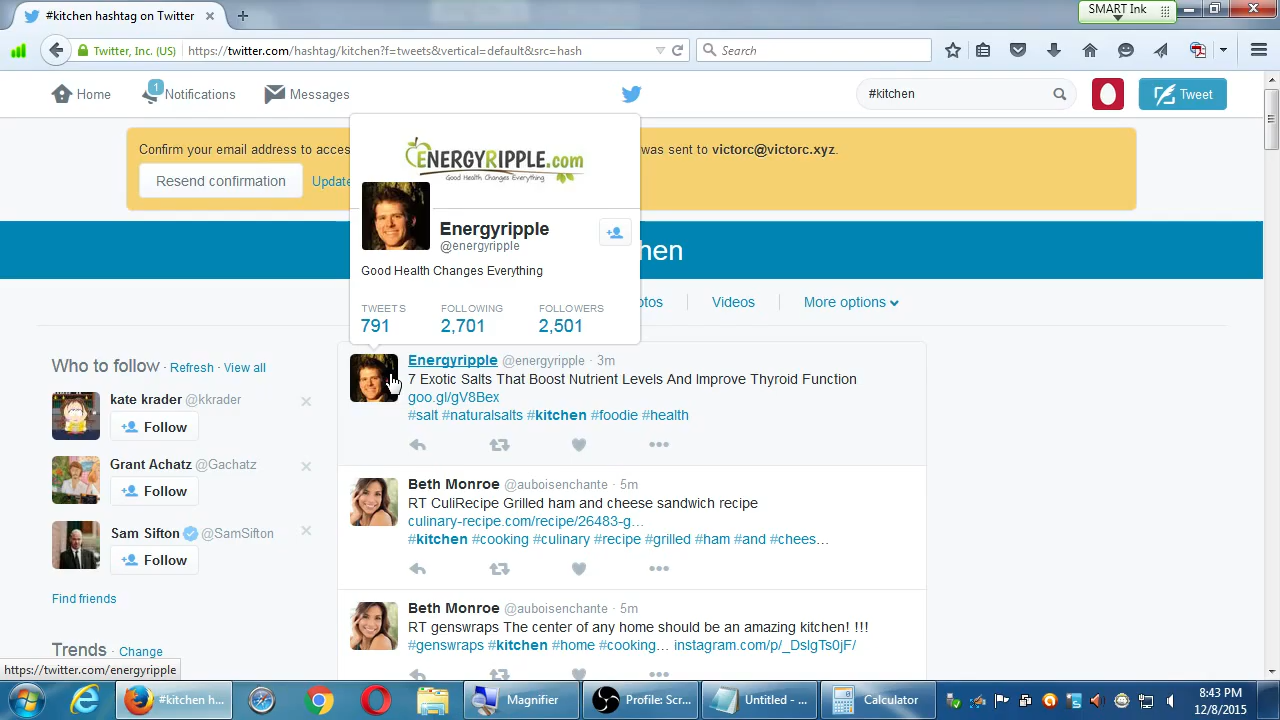 #kitchen hashtag on Twitter
SMART Ink
Twitter, Inc. (US)
https://twitter.com/hashtag/kitchen?f=tweets&vertical=default&src=hash
Search
Home
1
Notifications
Messages
#kitchen
Tweet
Confirm your email address to acces
was sent to victorc@victorc.xyz.
Resend confirmation
Update
ENERGYRIPPLE.com
Good Health Changes Everything
Energyripple
@energyripple
Good Health Changes Everything
TWEETS FOLLOWING FOLLOWERS
791 2,701 2,501
hen
otos
Videos
More options
Who to follow · Refresh · View all
kate krader @kkrader
Follow
Grant Achatz @Gachatz
Follow
Sam Sifton @SamSifton
Follow
Find friends
Trends · Change
Energyripple @energyripple · 3m
7 Exotic Salts That Boost Nutrient Levels And Improve Thyroid Function
goo.gl/gV8Bex
#salt #naturalsalts #kitchen #foodie #health
Beth Monroe @auboisenchante · 5m
RT CuliRecipe Grilled ham and cheese sandwich recipe
culinary-recipe.com/recipe/26483-g…
#kitchen #cooking #culinary #recipe #grilled #ham #and #chees…
Beth Monroe @auboisenchante · 5m
RT genswraps The center of any home should be an amazing kitchen! !!!
#genswraps #kitchen #home #cooking… instagram.com/p/_DslgTs0jF/
https://twitter.com/energyripple
#kitchen h...
Magnifier
Profile: Scr...
Untitled - ...
Calculator
8:43 PM
12/8/2015